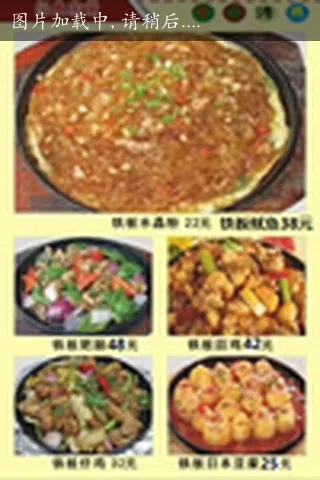 图片加载中,请稍后....
铁板水晶粉 22元 铁板鱿鱼38元
铁板肥肠48元 铁板田鸡42元
铁板仔鸡 32元 铁板日本豆腐25元